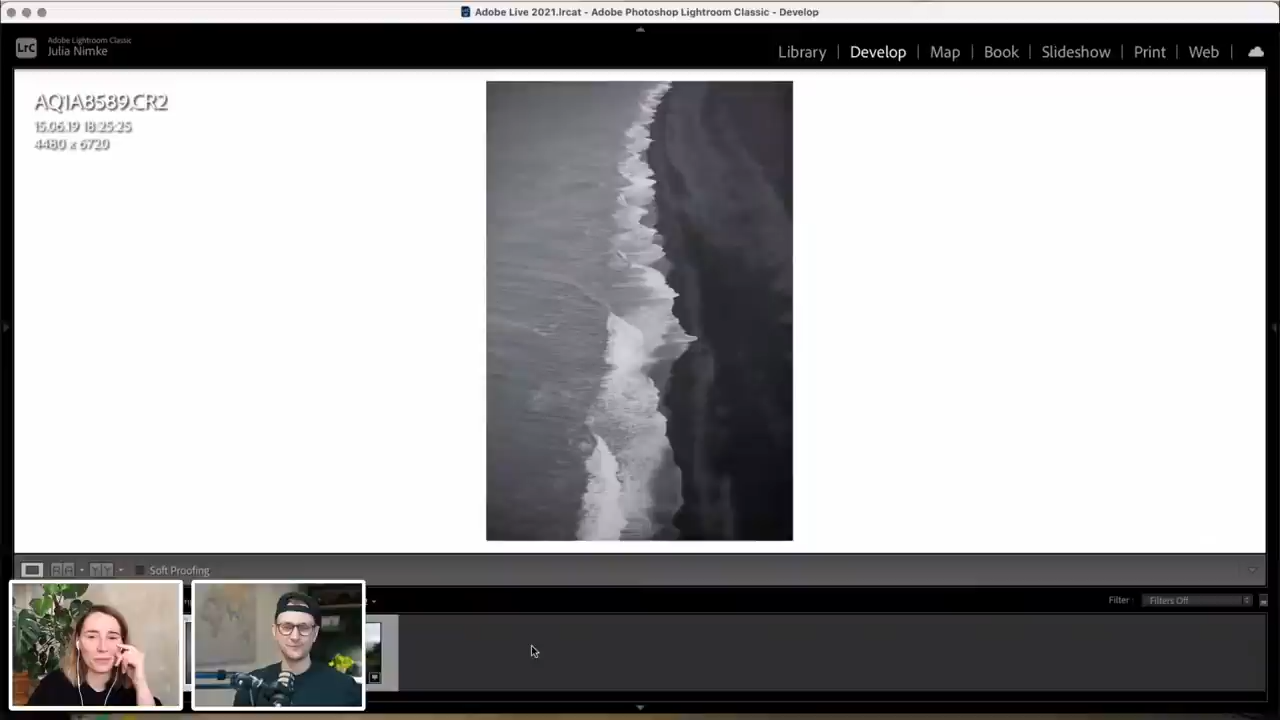 Adobe Live 2021.lrcat - Adobe Photoshop Lightroom Classic - Develop
LrC
Adobe Lightroom Classic
Julia Nimke
Library | Develop | Map | Book | Slideshow | Print | Web
AQ1A8589.CR2
15.06.19 18:25:25
4480 x 6720
Soft Proofing
Filter : Filters Off